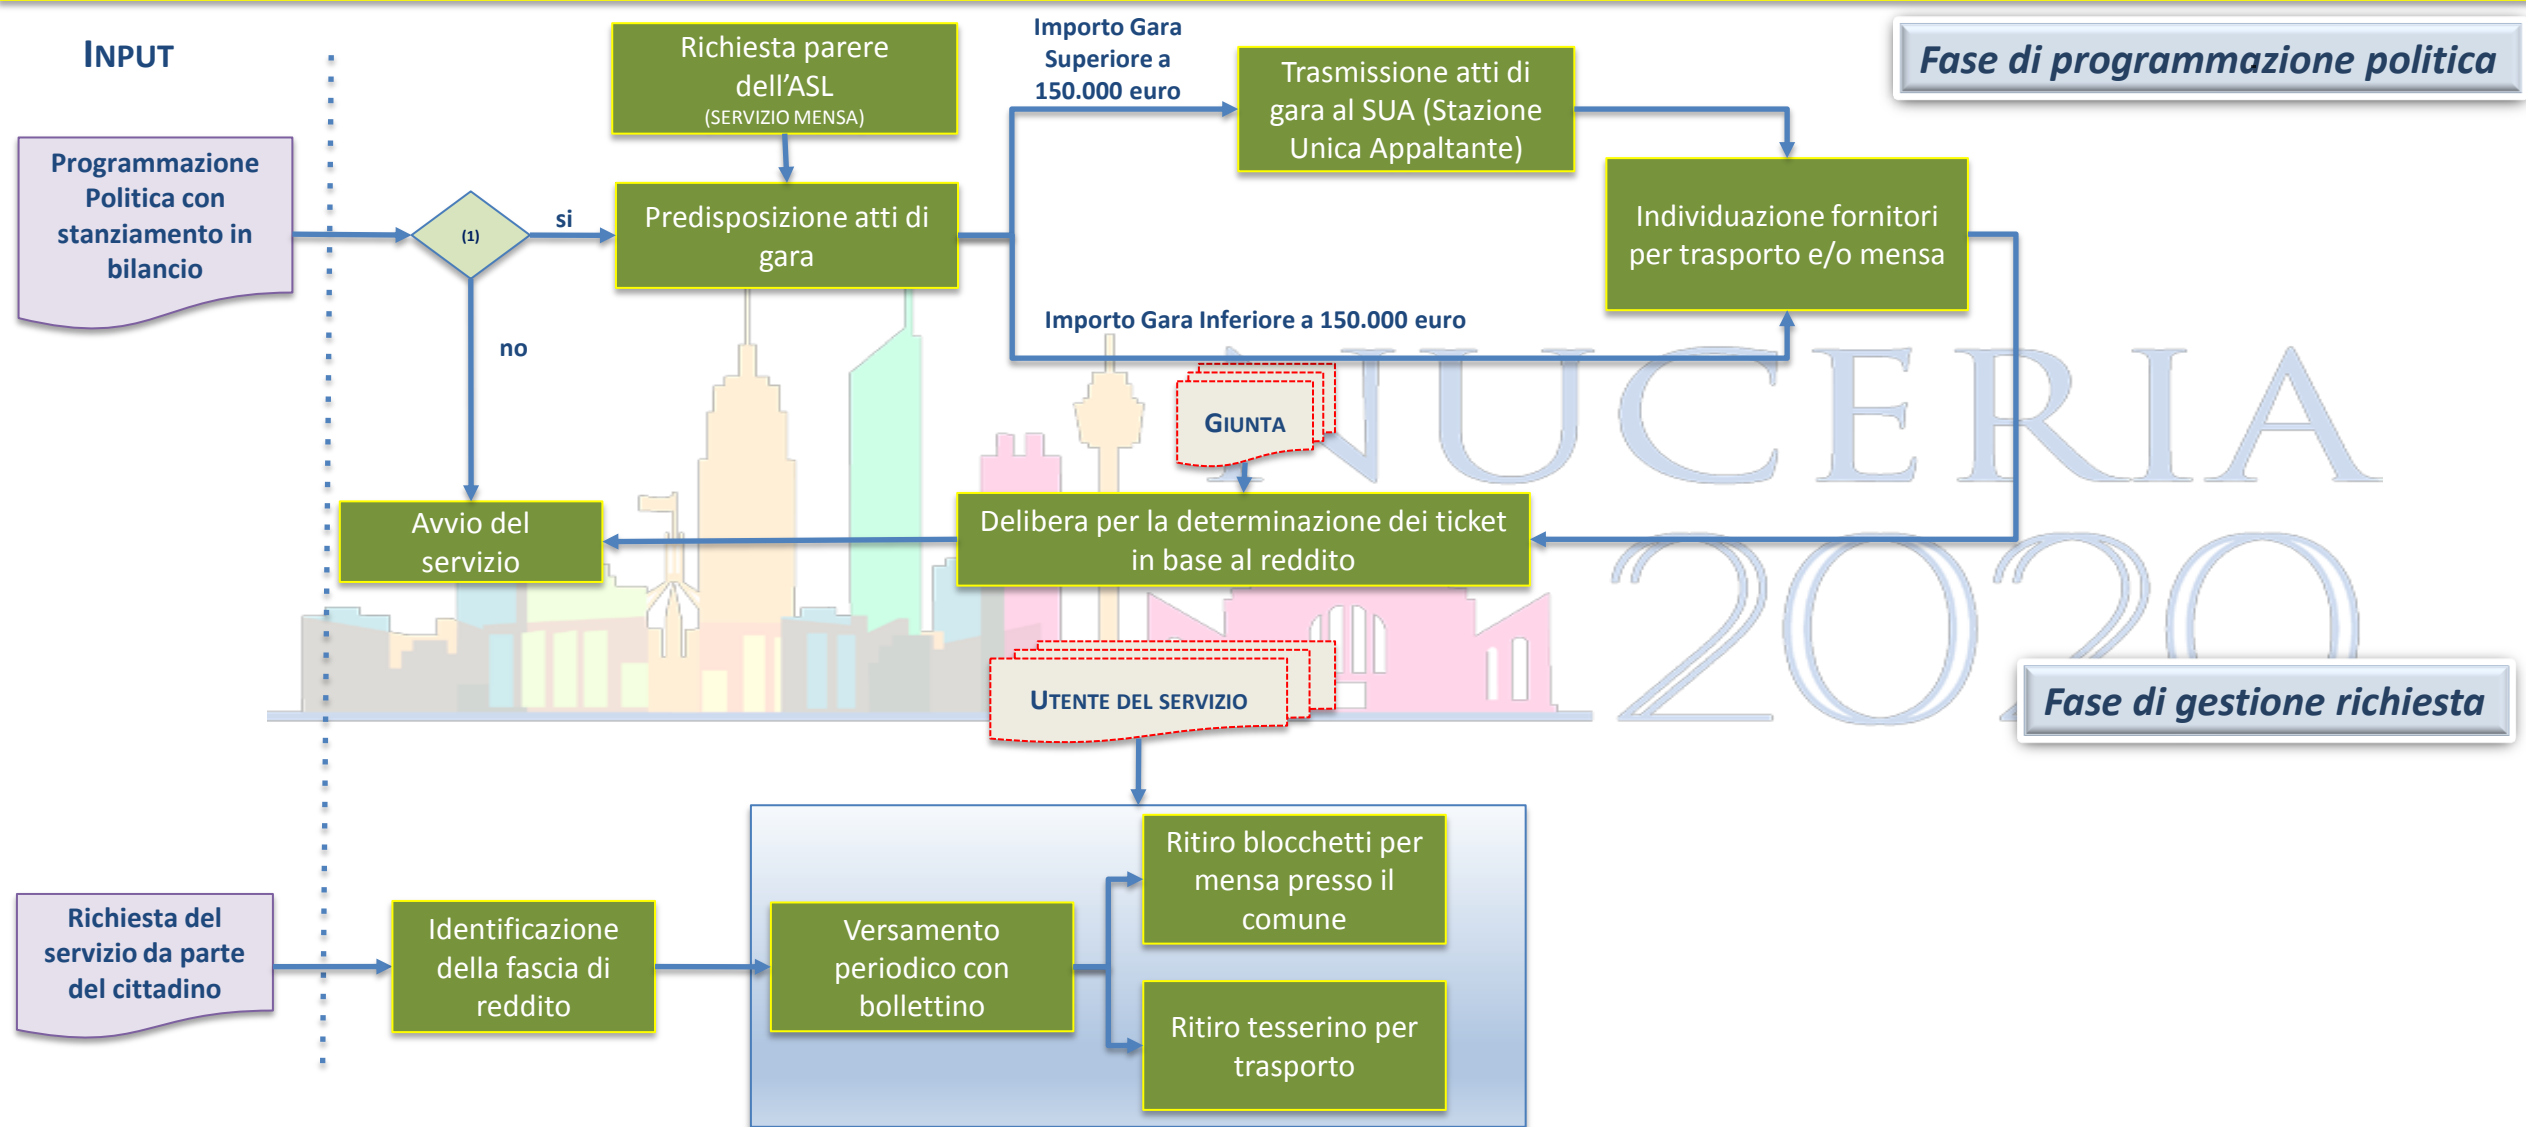 INPUT
Richiesta parere
dell'ASL
(SERVIZIO MENSA)
Importo Gara
Superiore a
150.000 euro
Trasmissione atti di
gara al SUA (Stazione
Unica Appaltante)
Fase di programmazione politica
Programmazione
Politica con
stanziamento in
bilancio
(1)
si
Predisposizione atti di
gara
Individuazione fornitori
per trasporto e/o mensa
Importo Gara Inferiore a 150.000 euro
no
NUCERIA
2020
GIUNTA
Avvio del
servizio
Delibera per la determinazione dei ticket
in base al reddito
UTENTE DEL SERVIZIO
Fase di gestione richiesta
Richiesta del
servizio da parte
del cittadino
Identificazione
della fascia di
reddito
Versamento
periodico con
bollettino
Ritiro blocchetti per
mensa presso il
comune
Ritiro tesserino per
trasporto